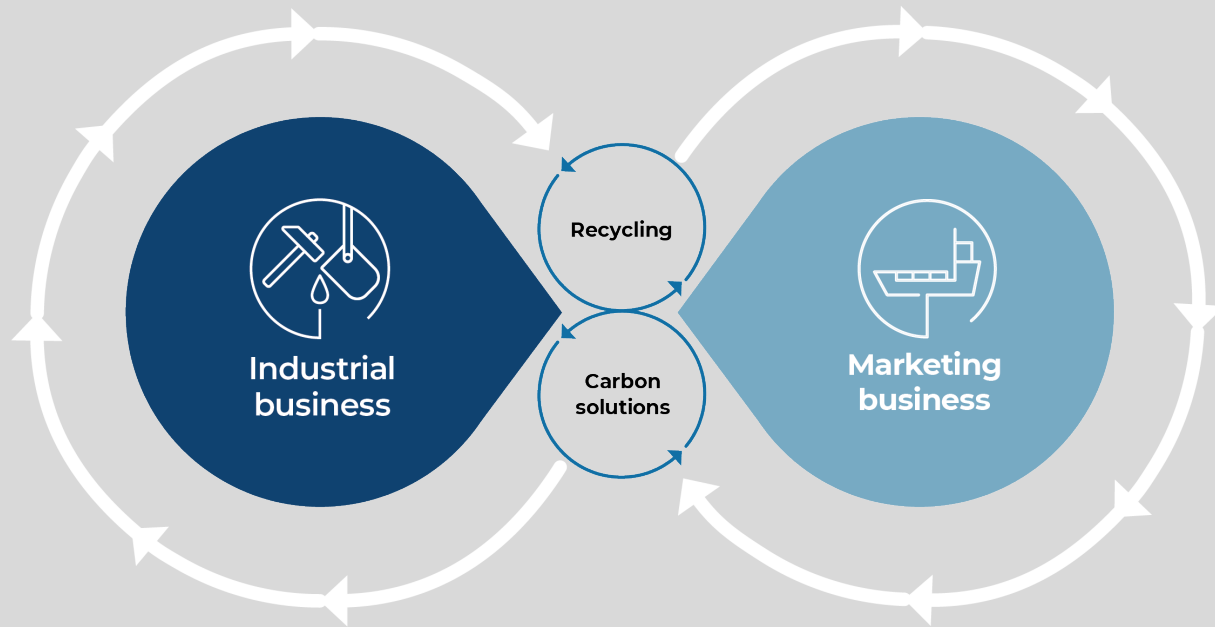 Industrial
business
Recycling
Carbon
solutions
Marketing
business